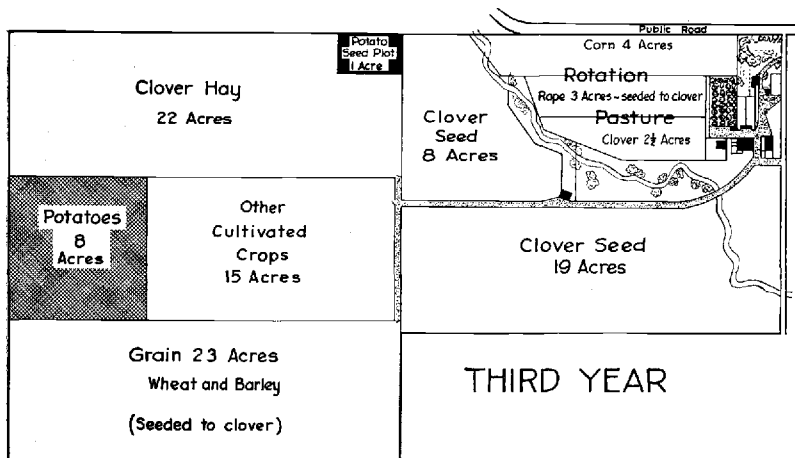 Public Road
Potato
Seed Plot
1 Acre
Corn 4 Acres
Clover Hay
22 Acres
Rotation
Rape 3 Acres-seeded to clover
Pasture
Clover 2½ Acres
Clover
Seed
8 Acres
Potatoes
8
Acres
Other
Cultivated
Crops
15 Acres
Clover Seed
19 Acres
Grain 23 Acres
Wheat and Barley
(Seeded to clover)
THIRD YEAR